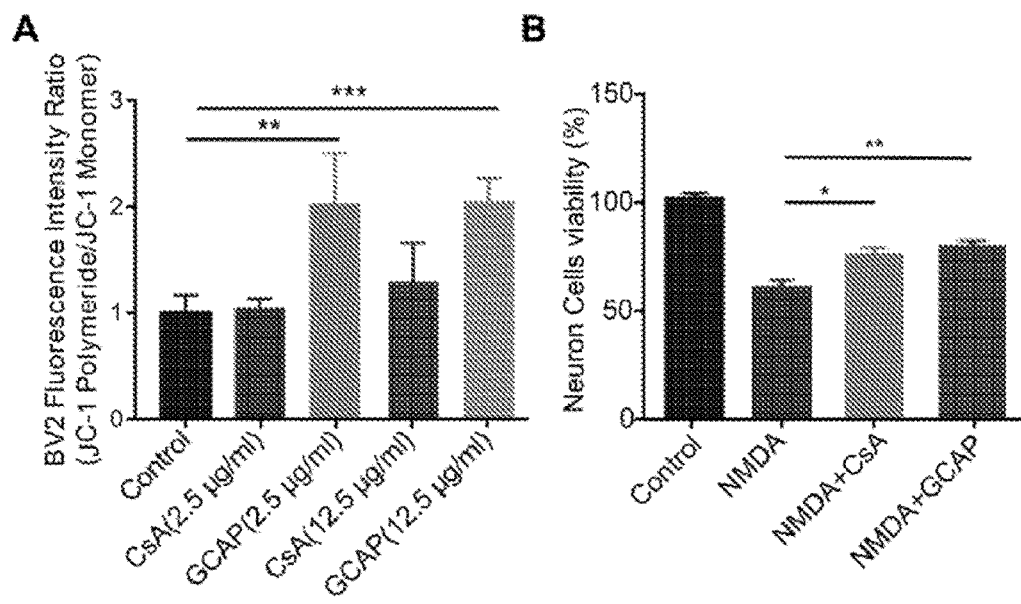 A
BV2 Fluorescence Intensity Ratio
(JC-1 Polymeride/JC-1 Monomer)
3
2
1
0
***
**
Control
CsA(2.5 µg/ml)
GCAP(2.5 µg/ml)
CsA(12.5 µg/ml)
GCAP(12.5 µg/ml)
B
Neuron Cells viability (%)
150
100
50
0
**
*
Control
NMDA
NMDA+CsA
NMDA+GCAP